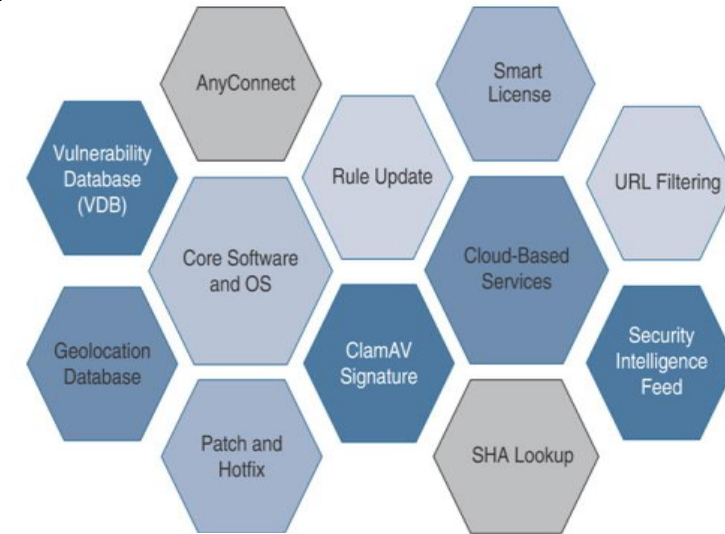 AnyConnect
Smart
License
Vulnerability
Database
(VDB)
Rule Update
URL Filtering
Core Software
and OS
Cloud-Based
Services
Geolocation
Database
ClamAV
Signature
Security
Intelligence
Feed
Patch and
Hotfix
SHA Lookup